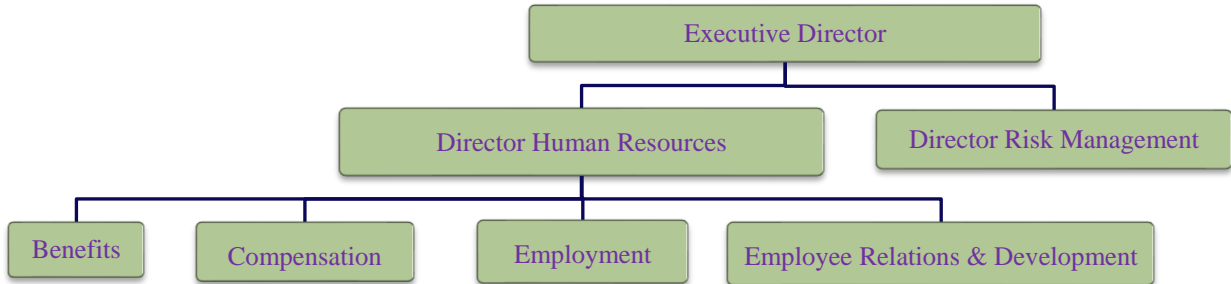 Executive Director
Director Human Resources
Director Risk Management
Benefits
Compensation
Employment
Employee Relations & Development